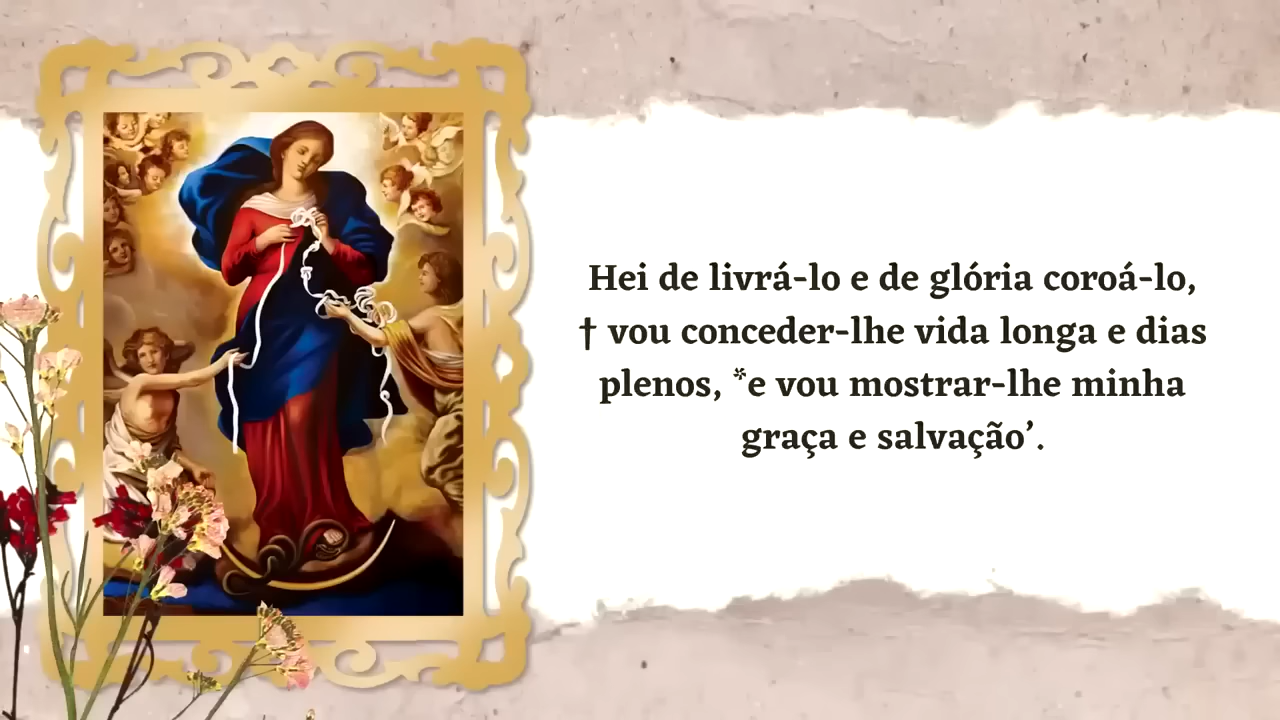 Hei de livrá-lo e de glória coroá-lo,
† vou conceder-lhe vida longa e dias
plenos, *e vou mostrar-lhe minha
graça e salvação’.